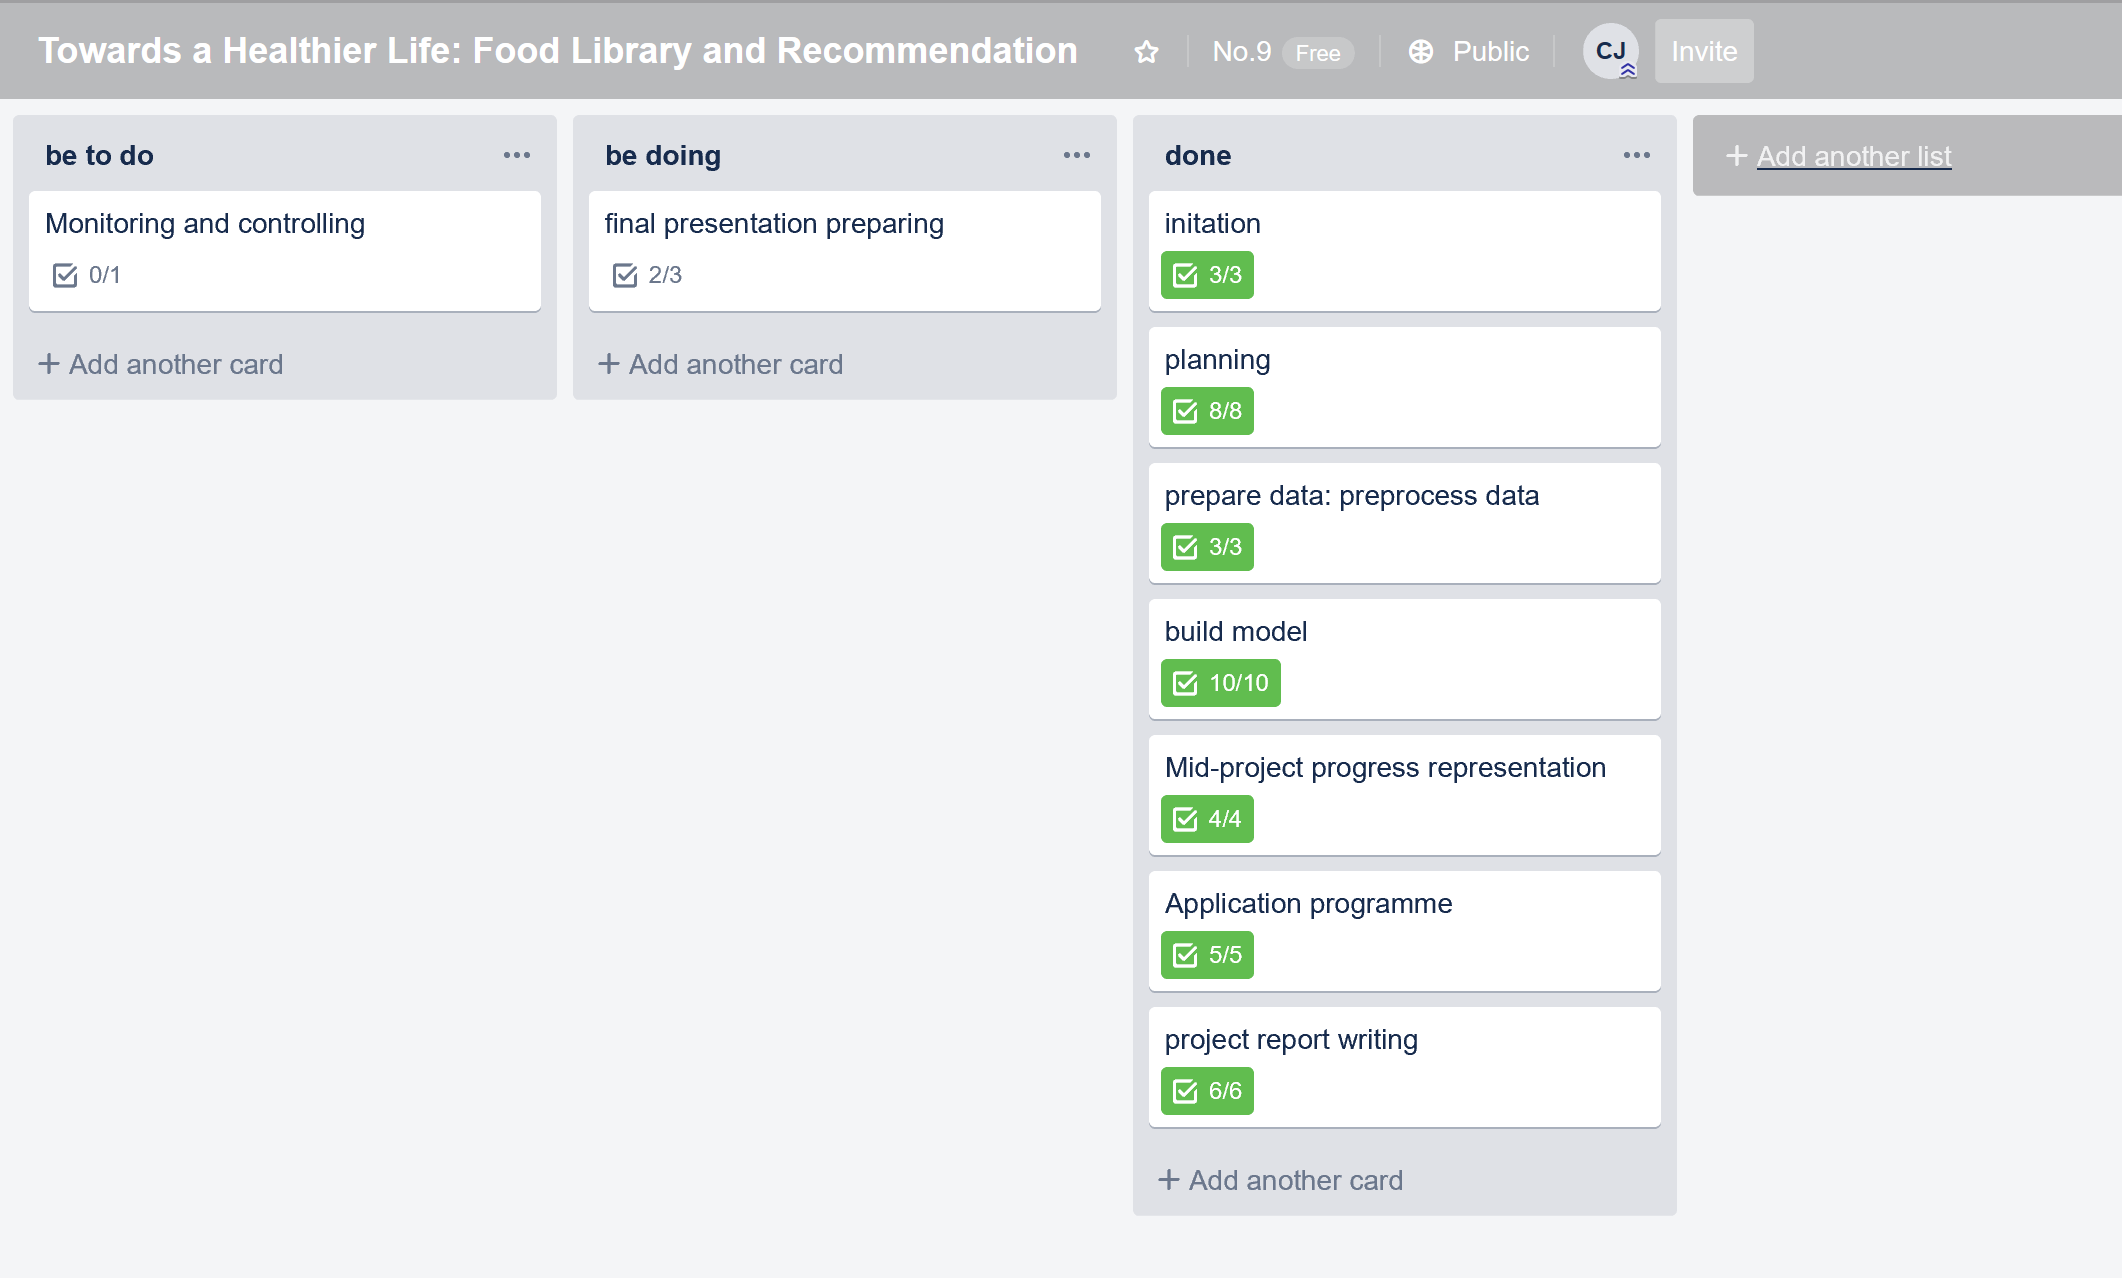 Towards a Healthier Life: Food Library and Recommendation
No.9 Free
Public
CJ
Invite
be to do
Monitoring and controlling
0/1
+ Add another card
be doing
final presentation preparing
2/3
+ Add another card
done
initation
3/3
planning
8/8
prepare data: preprocess data
3/3
build model
10/10
Mid-project progress representation
4/4
Application programme
5/5
project report writing
6/6
+ Add another card
+ Add another list